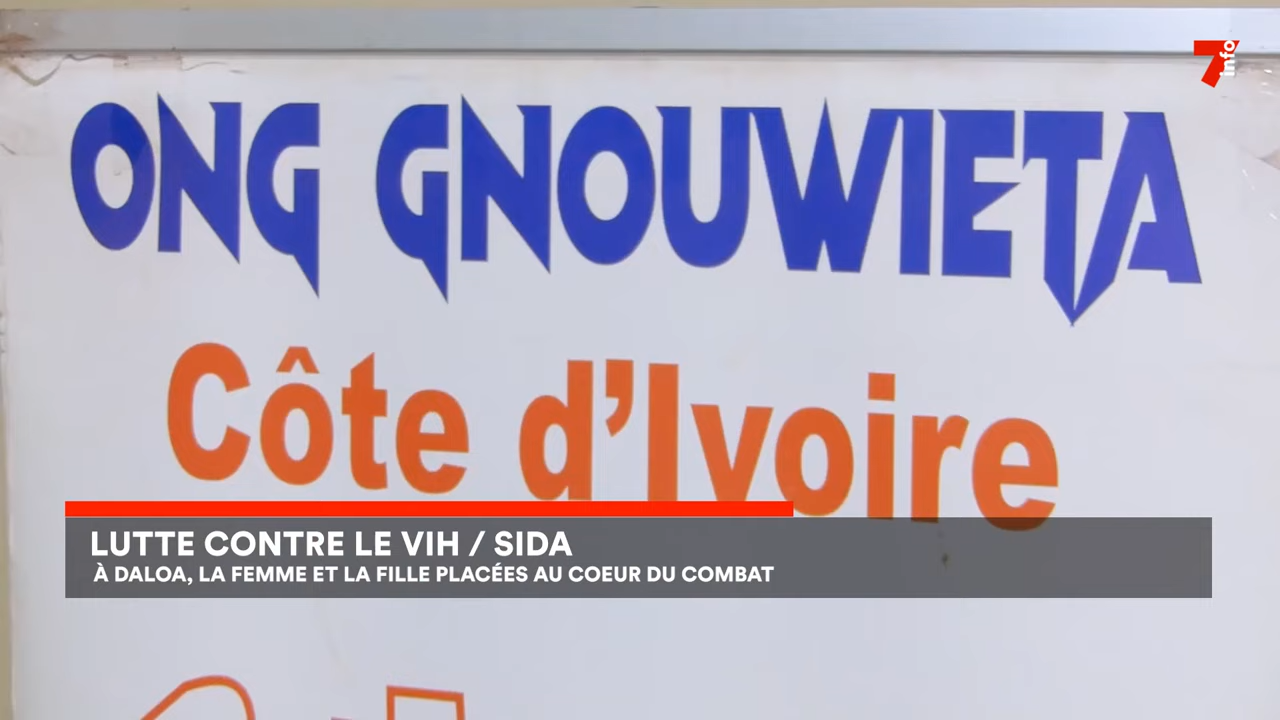 7info
ONG GNOUWIETA
Côte d'Ivoire
LUTTE CONTRE LE VIH / SIDA
À DALOA, LA FEMME ET LA FILLE PLACÉES AU COEUR DU COMBAT